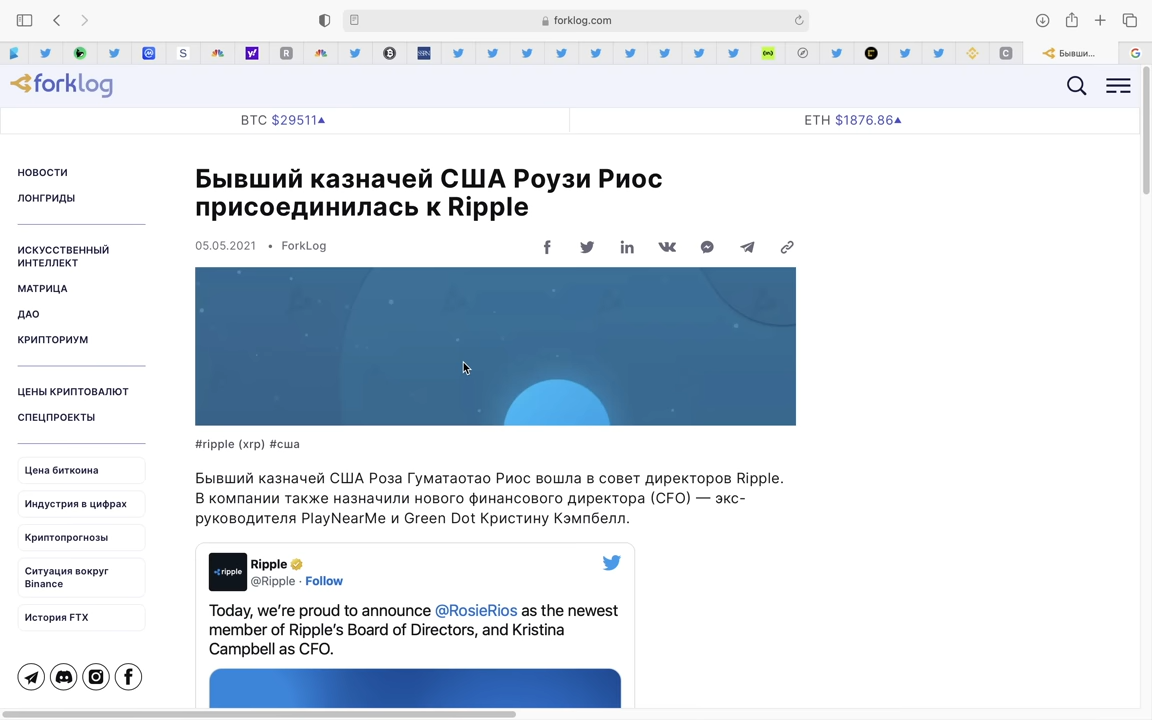 forklog.com
Бывши...
forklog
BTC $29511
ETH $1876.86
НОВОСТИ
ЛОНГРИДЫ
ИСКУССТВЕННЫЙ
ИНТЕЛЛЕКТ
МАТРИЦА
ДАО
КРИПТОРИУМ
ЦЕНЫ КРИПТОВАЛЮТ
СПЕЦПРОЕКТЫ
Цена биткоина
Индустрия в цифрах
Криптопрогнозы
Ситуация вокруг
Binance
История FTX
Бывший казначей США Роузи Риос
присоединилась к Ripple
05.05.2021 • ForkLog
#ripple (xrp) #сша
Бывший казначей США Роза Гуматаотао Риос вошла в совет директоров Ripple.
В компании также назначили нового финансового директора (CFO) — экс-
руководителя PlayNearMe и Green Dot Кристину Кэмпбелл.
ripple
Ripple
@Ripple · Follow
Today, we're proud to announce @RosieRios as the newest
member of Ripple's Board of Directors, and Kristina
Campbell as CFO.